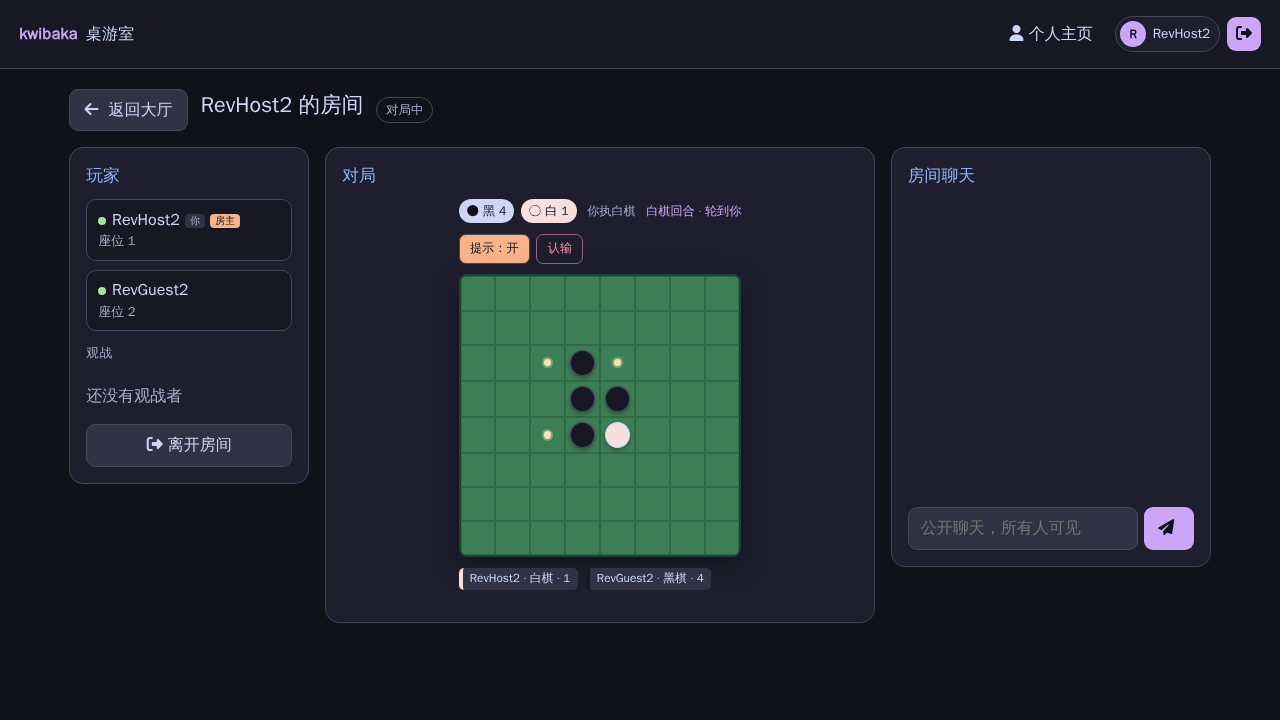 kwibaka 桌游室
个人主页
R RevHost2
返回大厅
RevHost2 的房间
对局中
玩家
RevHost2 你 房主
座位 1
RevGuest2
座位 2
观战
还没有观战者
离开房间
对局
黑 4
白 1
你执白棋
白棋回合 · 轮到你
提示：开
认输
RevHost2 · 白棋 · 1
RevGuest2 · 黑棋 · 4
房间聊天
公开聊天，所有人可见